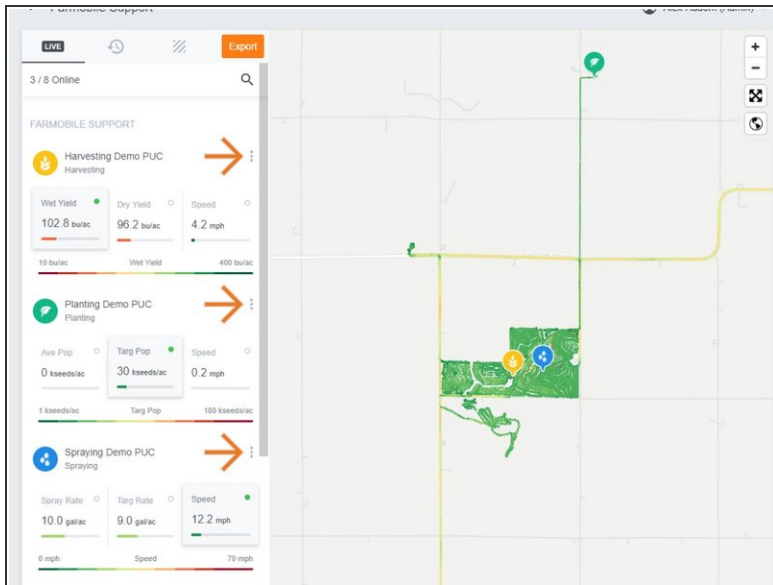 Farmobile Support
LIVE
Export
3 / 8 Online
FARMOBILE SUPPORT
Harvesting Demo PUC
Harvesting
Wet Yield
Dry Yield
Speed
102.8 bu/ac
96.2 bu/ac
4.2 mph
10 bu/ac
Wet Yield
400 bu/ac
Planting Demo PUC
Planting
Ave Pop
Targ Pop
Speed
0 kseeds/ac
30 kseeds/ac
0.2 mph
1 kseeds/ac
Targ Pop
188 kseeds/ac
Spraying Demo PUC
Spraying
Spray Rate
Targ Rate
Speed
10.0 gal/ac
9.0 gal/ac
12.2 mph
0 mph
Speed
70 mph